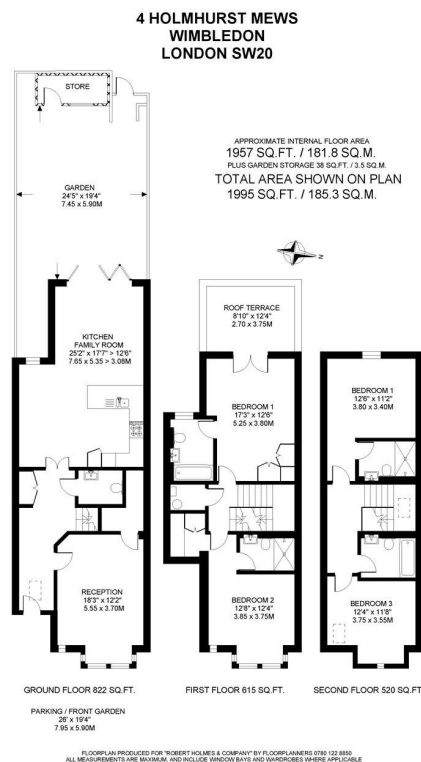 4 HOLMHURST MEWS
WIMBLEDON
LONDON SW20
STORE
APPROXIMATE INTERNAL FLOOR AREA
1957 SQ.FT. / 181.8 SQ.M.
PLUS GARDEN STORAGE 38 SQ.FT. / 3.5 SQ.M.
TOTAL AREA SHOWN ON PLAN
1995 SQ.FT. / 185.3 SQ.M.
GARDEN
24'5" x 19'4"
7.45 x 5.90M
N
ROOF TERRACE
8'10" x 12'4"
2.70 x 3.75M
KITCHEN
FAMILY ROOM
25'2" x 17'7" > 12'6"
7.65 x 5.35 > 3.08M
BEDROOM 1
17'3" x 12'6"
5.25 x 3.80M
BEDROOM 1
12'6" x 11'2"
3.80 x 3.40M
RECEPTION
18'3" x 12'2"
5.55 x 3.70M
BEDROOM 2
12'8" x 12'4"
3.85 x 3.75M
BEDROOM 3
12'4" x 11'8"
3.75 x 3.55M
GROUND FLOOR 822 SQ.FT.
FIRST FLOOR 615 SQ.FT.
SECOND FLOOR 520 SQ.FT
PARKING / FRONT GARDEN
26' x 19'4"
7.95 x 5.90M
FLOORPLAN PRODUCED FOR "ROBERT HOLMES & COMPANY" BY FLOORPLANNERS 0780 122 8850
ALL MEASUREMENTS ARE MAXIMUM, AND INCLUDE WINDOW BAYS AND WARDROBES WHERE APPLICABLE